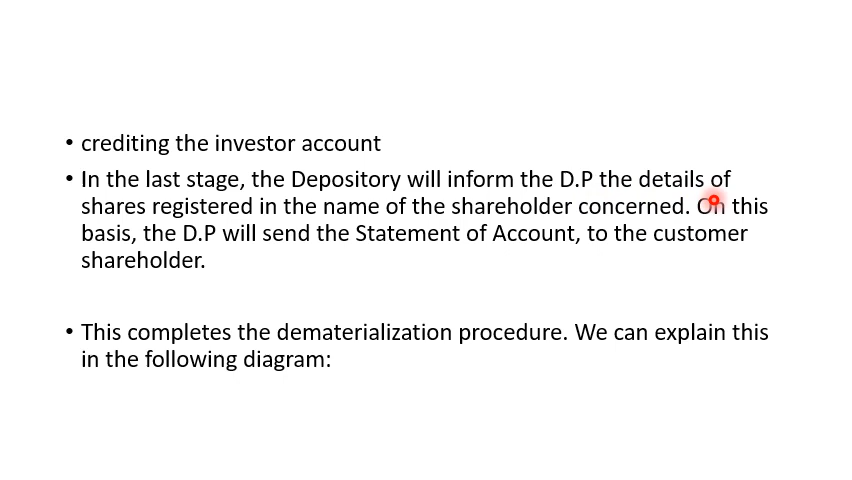 • crediting the investor account
• In the last stage, the Depository will inform the D.P the details of
shares registered in the name of the shareholder concerned. On this
basis, the D.P will send the Statement of Account, to the customer
shareholder.
• This completes the dematerialization procedure. We can explain this
in the following diagram: